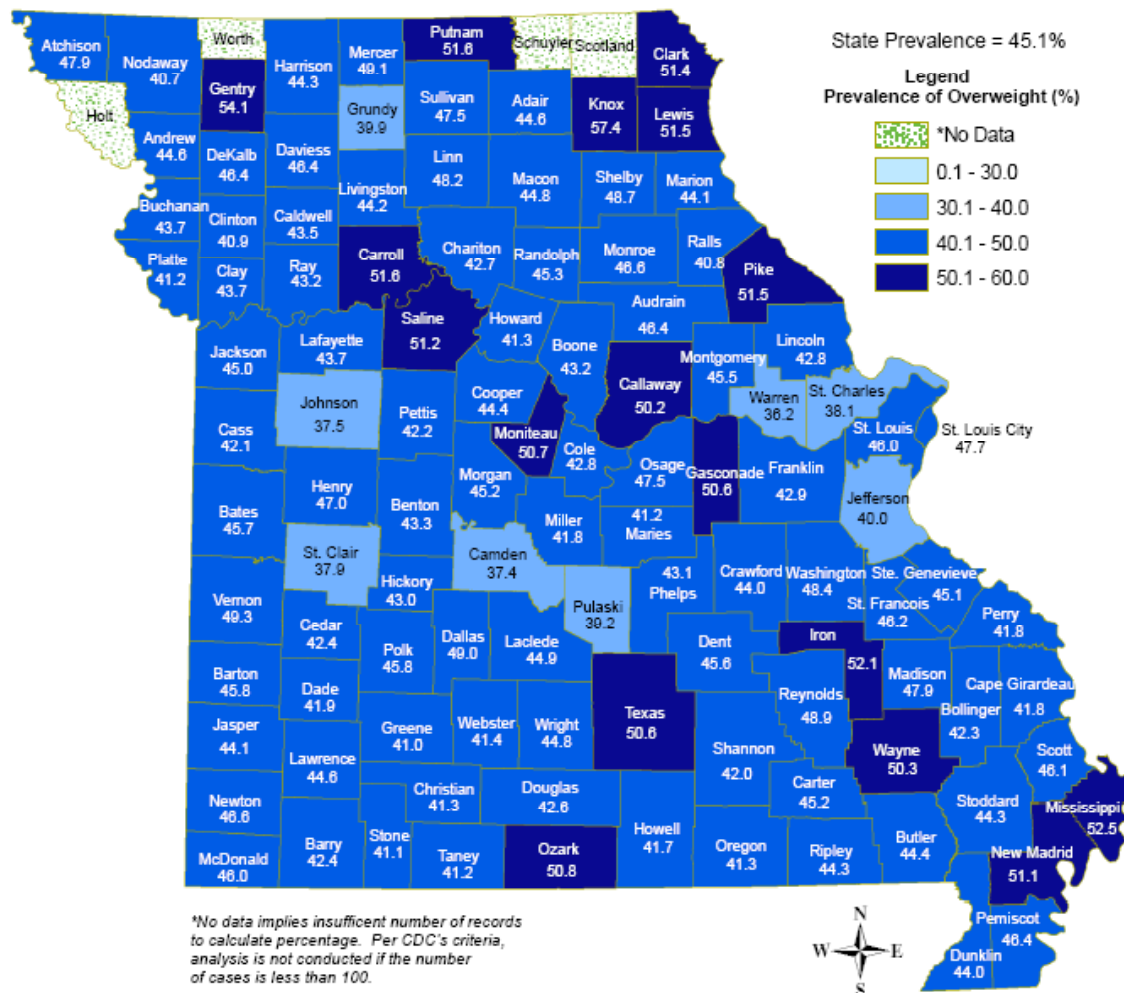 State Prevalence = 45.1%
Legend
Prevalence of Overweight (%)
*No Data
0.1 - 30.0
30.1 - 40.0
40.1 - 50.0
50.1 - 60.0
Atchison
47.9
Nodaway
40.7
Worth
Gentry
54.1
Harrison
44.3
Mercer
49.1
Putnam
51.6
Schuyler
Scotland
Clark
51.4
Holt
Andrew
44.6
DeKalb
46.4
Daviess
46.4
Grundy
39.9
Sullivan
47.5
Adair
44.6
Knox
57.4
Lewis
51.5
Buchanan
43.7
Clinton
40.9
Caldwell
43.5
Livingston
44.2
Linn
48.2
Macon
44.8
Shelby
48.7
Marion
44.1
Platte
41.2
Clay
43.7
Ray
43.2
Carroll
51.6
Chariton
42.7
Randolph
45.3
Monroe
46.6
Ralls
40.8
Pike
51.5
Jackson
45.0
Lafayette
43.7
Saline
51.2
Howard
41.3
Boone
43.2
Audrain
46.4
Callaway
50.2
Montgomery
45.5
Lincoln
42.8
Warren
36.2
St. Charles
38.1
St. Louis
46.0
St. Louis City
47.7
Cass
42.1
Johnson
37.5
Pettis
42.2
Cooper
44.4
Moniteau
50.7
Cole
42.8
Osage
47.5
Gasconade
50.6
Franklin
42.9
Jefferson
40.0
Bates
45.7
Henry
47.0
Benton
43.3
Morgan
45.2
Miller
41.8
41.2
Maries
St. Clair
37.9
Hickory
43.0
Camden
37.4
Pulaski
39.2
43.1
Phelps
Crawford
44.0
Washington
48.4
Ste. Genevieve
45.1
St. Francois
46.2
Perry
41.8
Vernon
49.3
Cedar
42.4
Polk
45.8
Dallas
49.0
Laclede
44.9
Dent
45.6
Iron
52.1
Madison
47.9
Cape Girardeau
41.8
Bollinger
42.3
Barton
45.8
Dade
41.9
Greene
41.0
Webster
41.4
Wright
44.8
Texas
50.6
Reynolds
48.9
Wayne
50.3
Scott
46.1
Jasper
44.1
Lawrence
44.6
Christian
41.3
Douglas
42.6
Shannon
42.0
Carter
45.2
Stoddard
44.3
Mississippi
52.5
Newton
46.6
McDonald
46.0
Barry
42.4
Stone
41.1
Taney
41.2
Ozark
50.8
Howell
41.7
Oregon
41.3
Ripley
44.3
Butler
44.4
New Madrid
51.1
Pemiscot
46.4
Dunklin
44.0
*No data implies insufficent number of records
to calculate percentage. Per CDC's criteria,
analysis is not conducted if the number
of cases is less than 100.
N
W E
S